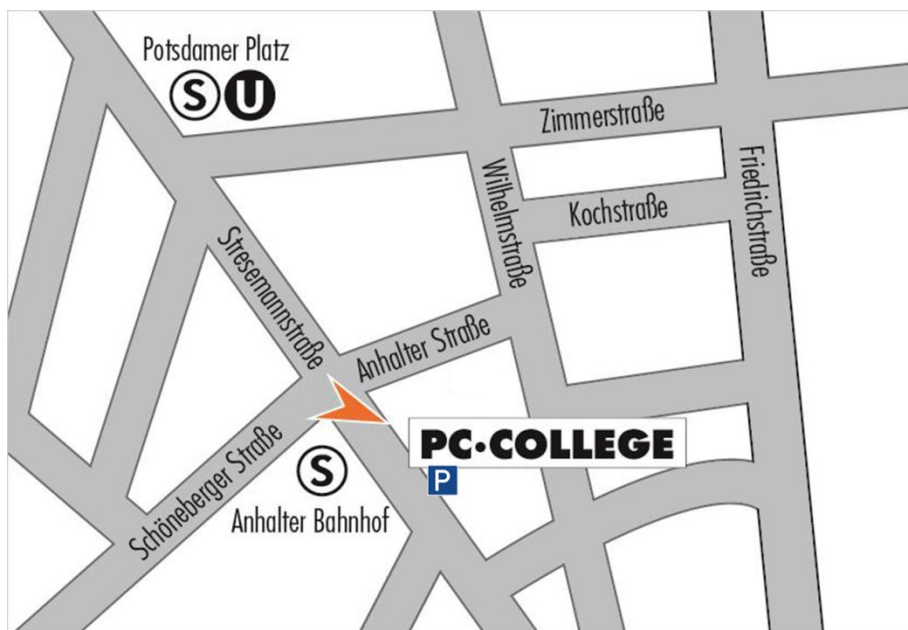 Potsdamer Platz
S U
Zimmerstraße
Wilhelmstraße
Kochstraße
Friedrichstraße
Stresemannstraße
Anhalter Straße
PC•COLLEGE
P
Schöneberger Straße
S
Anhalter Bahnhof